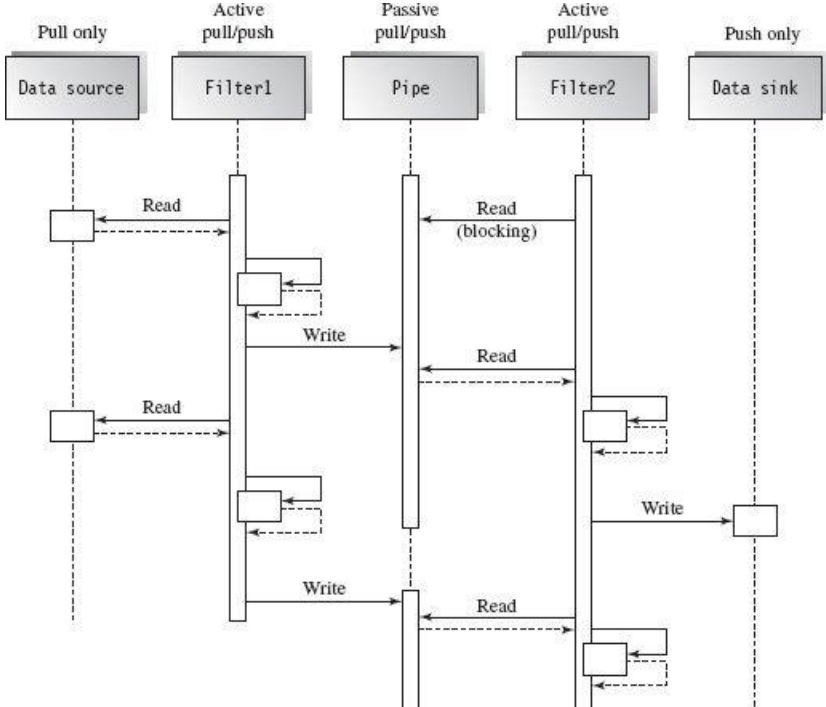 Pull only
Active
pull/push
Passive
pull/push
Active
pull/push
Push only
Data source
Filter1
Pipe
Filter2
Data sink
Read
Read
(blocking)
Write
Read
Read
Write
Write
Read